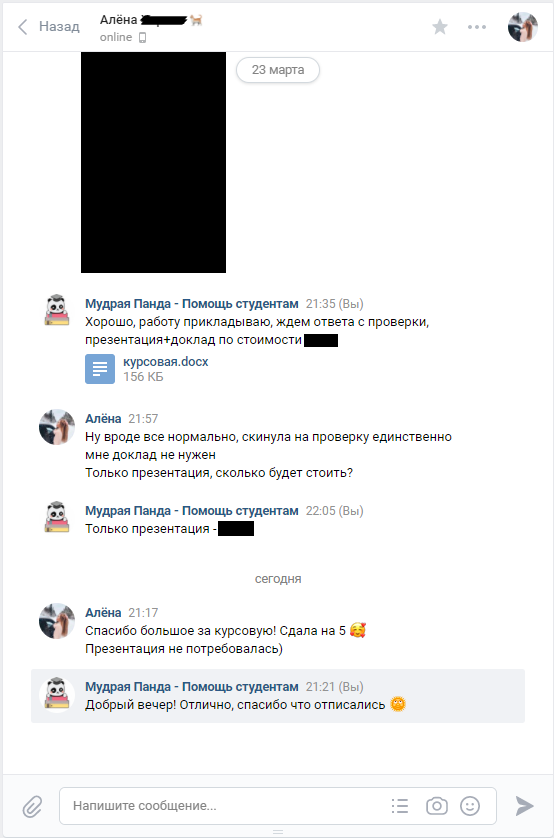 Назад
Алёна
online
23 марта
Мудрая Панда - Помощь студентам 21:35 (Вы)
Хорошо, работу прикладываю, ждем ответа с проверки,
презентация+доклад по стоимости
курсовая.docx
156 КБ
Алёна 21:57
Ну вроде все нормально, скинула на проверку единственно
мне доклад не нужен
Только презентация, сколько будет стоить?
Мудрая Панда - Помощь студентам 22:05 (Вы)
Только презентация -
сегодня
Алёна 21:17
Спасибо большое за курсовую! Сдала на 5 🥰
Презентация не потребовалась)
Мудрая Панда - Помощь студентам 21:21 (Вы)
Добрый вечер! Отлично, спасибо что отписались
Напишите сообщение...